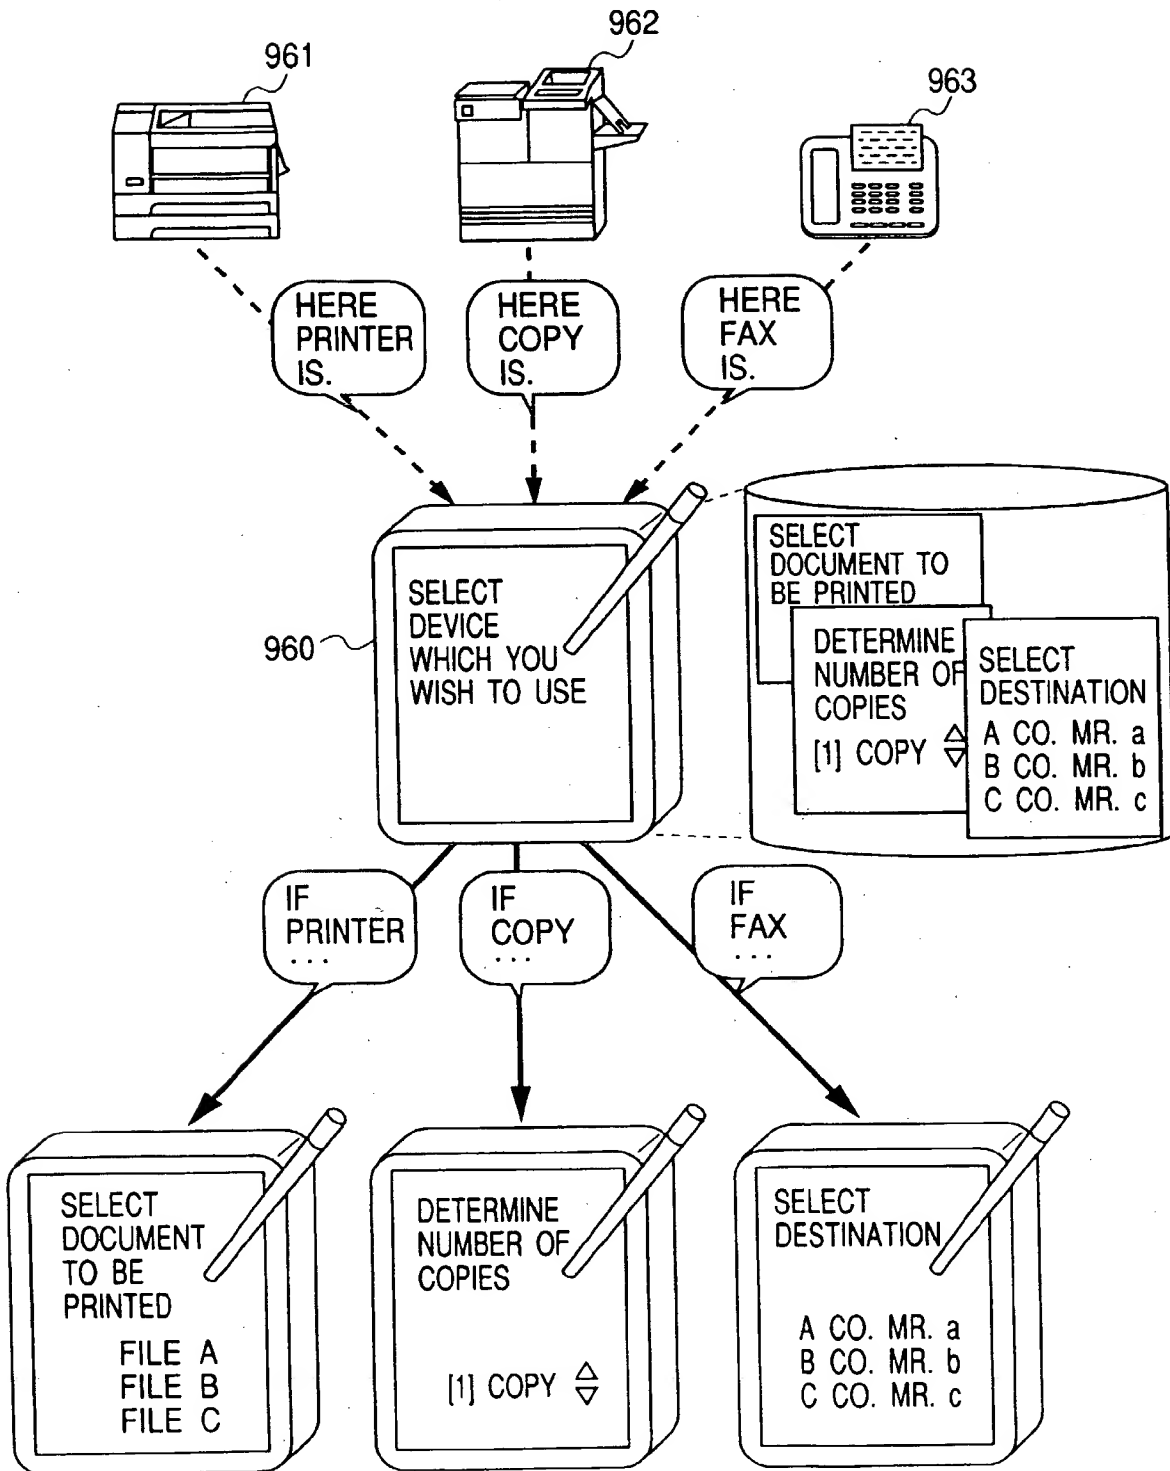 961
962
963
HERE
PRINTER
IS.
HERE
COPY
IS.
HERE
FAX
IS.
960
SELECT
DEVICE
WHICH YOU
WISH TO USE
SELECT
DOCUMENT TO
BE PRINTED
DETERMINE
NUMBER OF
COPIES
[1] COPY
SELECT
DESTINATION
A CO. MR. a
B CO. MR. b
C CO. MR. c
IF
PRINTER
...
IF
COPY
...
IF
FAX
...
SELECT
DOCUMENT
TO BE
PRINTED
FILE A
FILE B
FILE C
DETERMINE
NUMBER OF
COPIES
[1] COPY
SELECT
DESTINATION
A CO. MR. a
B CO. MR. b
C CO. MR. c